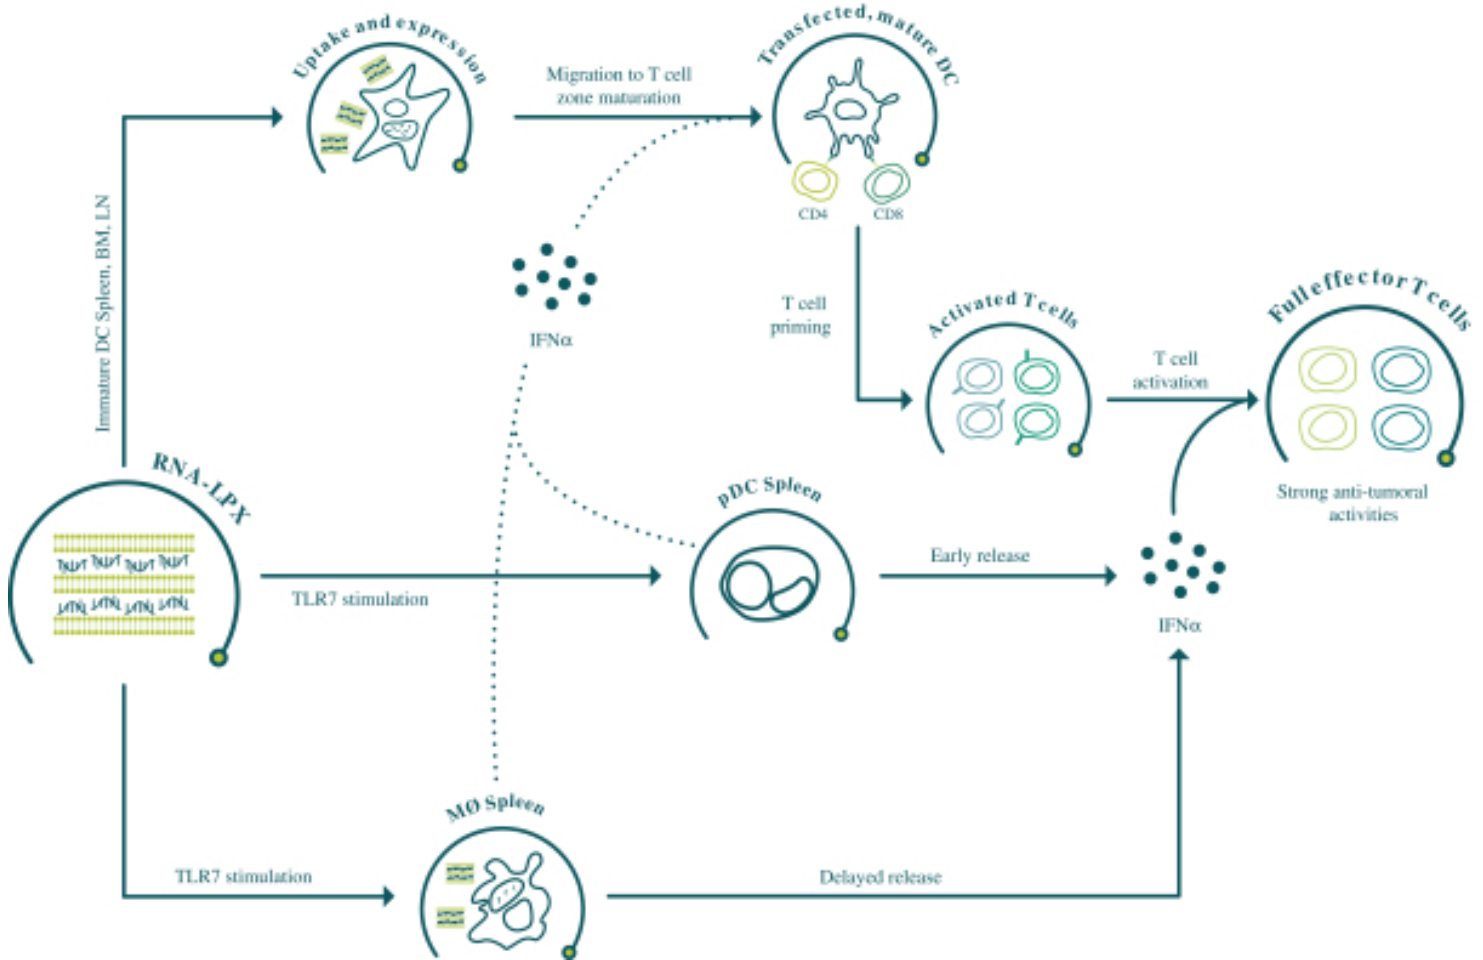 Uptake and expression
Migration to T cell
zone maturation
Transfected, mature DC
CD4
CD8
Immature DC Spleen, BM, LN
IFNα
T cell
priming
Activated T cells
T cell
activation
Full effector T cells
Strong anti-tumoral
activities
RNA-LPX
TLR7 stimulation
pDC Spleen
Early release
IFNα
MØ Spleen
TLR7 stimulation
Delayed release